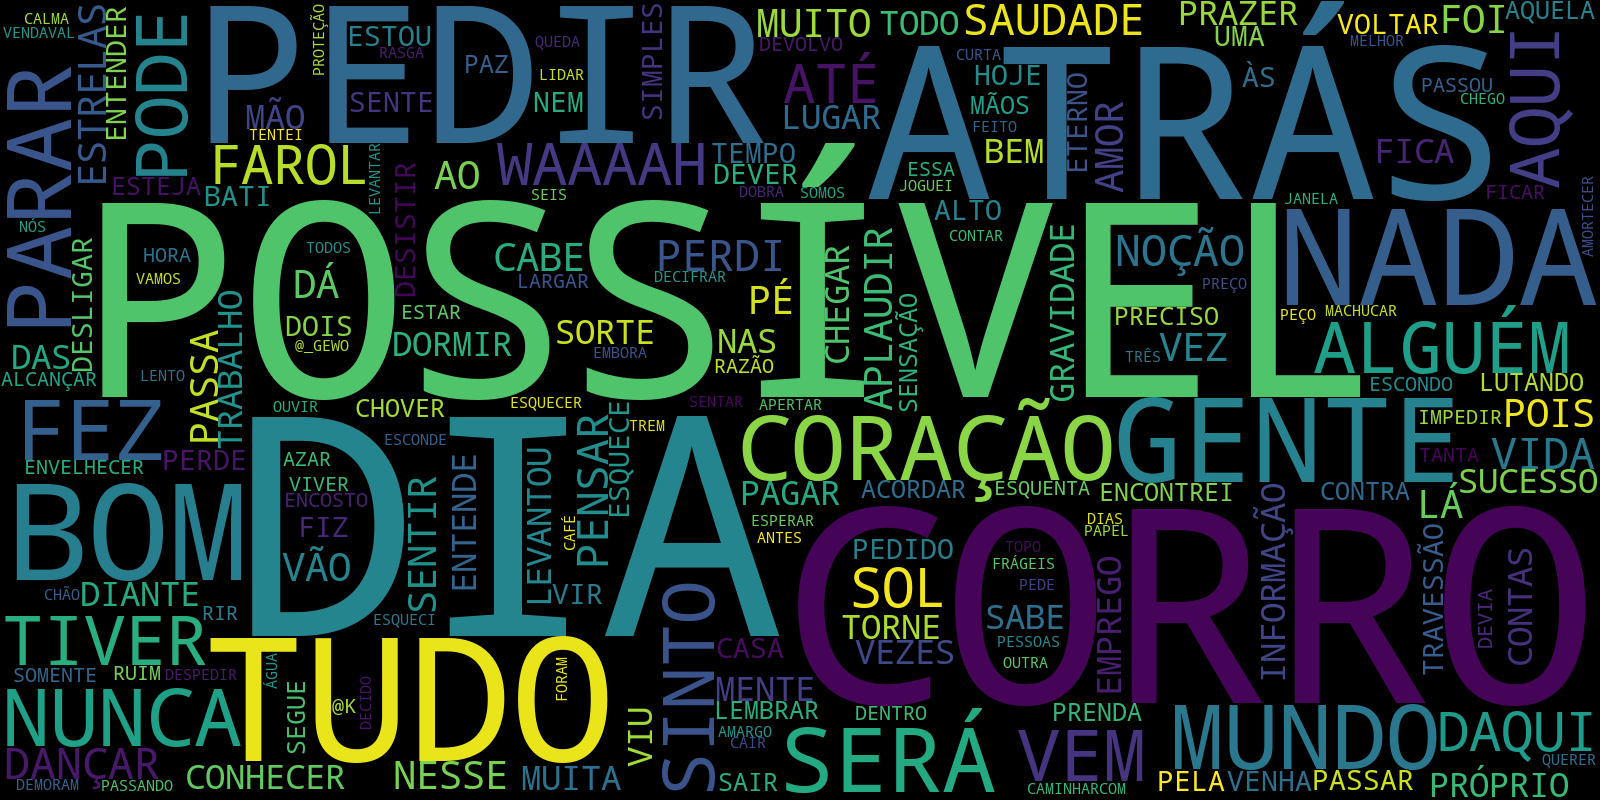 CALMA
VENDAVAL
ESTRELAS
ENTENDER
PODE
PEDIR
PROTEÇÃO
ESTOU
RASGA
PAZ
QUEDA
LIDAR
SENTE
NEM
SIMPLES
MÃO
TENTEI
MUITO
TODO
SAUDADE
DEVOLVO
ATÉ
LUGAR
CURTA
HOJE
MÃOS
FEITO
BEM
ETERNO
AMOR
ATRÁS
PRAZER
UMA
ÀS
VOLTAR
MELHOR
FOI
AQUELA
PASSOU
CHEGO
AQUI
FICA
FICAR
PARAR
NÓS
ESTEJA
FAROL
BATI
LEVANTAR
DESISTIR
AO
WAAAAH
SEIS
TEMPO
DEVER
DOBRA
SOMOS
ESSA
JOGUEI
ALTO
CONTAR
JANELA
AMORTECER
DESLIGAR
HORA
VAMOS
LENTO
POSSÍVEL
TODOS
DÁ
DOIS
@_GEWO
ESTAR
DORMIR
CABE
LARGAR
SORTE
EMBORA
PERDI
DECIFRAR
PÉ
NAS
RAZÃO
CHEGAR
APLAUDIR
SENSAÇÃO
GRAVIDADE
NOÇÃO
PREÇO
PRECISO
TRÊS
VEZ
NADA
PEÇO
MACHUCAR
ALGUÉM
ESCONDO
LUTANDO
DAS
ALCANÇAR
PASSA
TRABALHO
FEZ
ENVELHECER
PERDE
OUVIR
CHOVER
ESCONDE
ESQUECER
SENTAR
APERTAR
TREM
AZAR
VIVER
ENCOSTO
FIZ
VÃO
DIA
SENTIR
ENTENDE
LEVANTOU
CAFÉ
PENSAR
ESQUECE
CORAÇÃO
PAGAR
ESPERAR
ANTES
ACORDAR
ESQUENTA
ENCONTREI
GENTE
IMPEDIR
POIS
TANTA
VIDA
CONTRA
SUCESSO
LÁ
BOM
CHÃO
DIANTE
RIR
ESQUECI
VIR
CORRO
PEDIDO
SOL
TORNE
VEZES
TOPO
FRÁGEIS
PEDE
SABE
PESSOAS
OUTRA
DIAS
PAPEL
EMPREGO
INFORMAÇÃO
TRAVESSÃO
DEVIA
CONTAS
TIVER
SOMENTE
RUIM
DESPEDIR
ÁGUA
TUDO
NUNCA
SEGUE
@K
DECIDO
FORAM
VIU
SINTO
CASA
MENTE
LEMBRAR
AMARGO
CAIR
SAIR
DENTRO
SERÁ
PRENDA
VEM
CAMINHARCOM
MUNDO
DAQUI
QUERER
DANÇAR
DEMORAM
PASSANDO
CONHECER
NESSE
MUITA
PELA
VENHA
PASSAR
PRÓPRIO